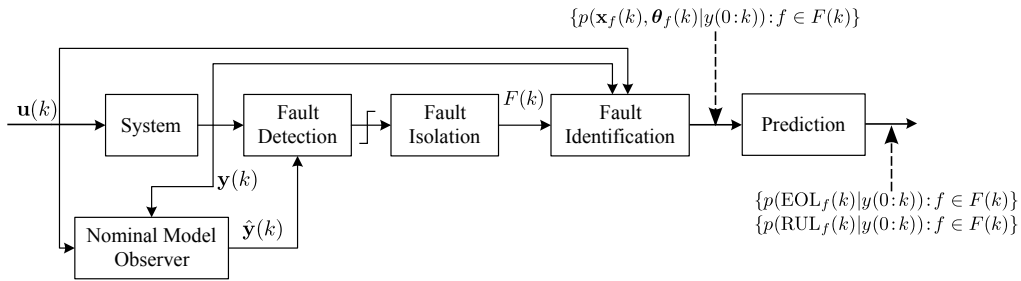 {p(𝐱_f(k), 𝜽_f(k)|y(0:k)): f ∈ F(k)}
𝐮(k)
System
Fault
Detection
Fault
Isolation
F(k)
Fault
Identification
Prediction
𝐲(k)
Nominal Model
Observer
𝐲̂(k)
{p(EOL_f(k)|y(0:k)): f ∈ F(k)}
{p(RUL_f(k)|y(0:k)): f ∈ F(k)}